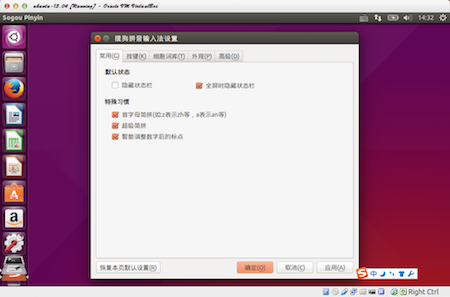 ubuntu-15.04 [Running] - Oracle VM VirtualBox
Sogou Pinyin
14:32
搜狗拼音输入法设置
常用(C) 按键(K) 细胞词库(T) 外观(P) 高级(D)
默认状态
隐藏状态栏 全屏时隐藏状态栏
特殊习惯
首字母简拼(如:z表示zh等，a表示an等)
超级简拼
智能调整数字后的标点
恢复本页默认设置(R) 确定(O) 取消(C) 应用(A)
中
Right Ctrl